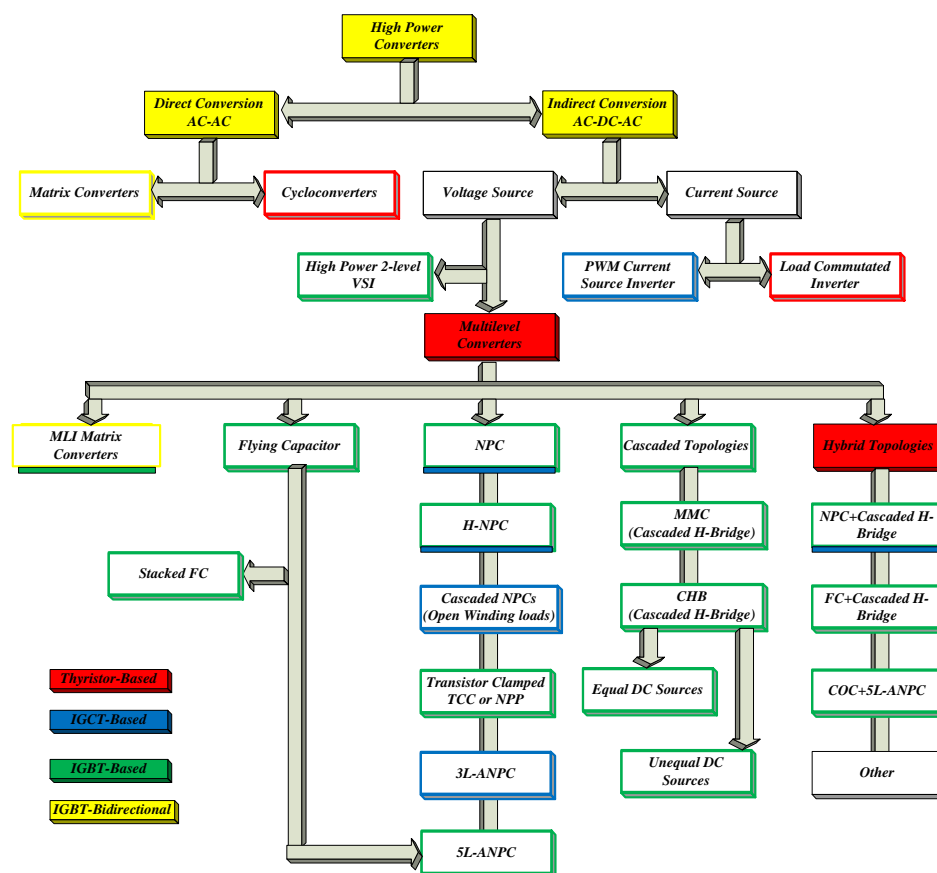 High Power
Converters
Direct Conversion
AC-AC
Indirect Conversion
AC-DC-AC
Matrix Converters
Cycloconverters
Voltage Source
Current Source
High Power 2-level
VSI
PWM Current
Source Inverter
Load Commutated
Inverter
Multilevel
Converters
MLI Matrix
Converters
Flying Capacitor
NPC
Cascaded Topologies
Hybrid Topologies
H-NPC
MMC
(Cascaded H-Bridge)
NPC+Cascaded H-
Bridge
Stacked FC
Cascaded NPCs
(Open Winding loads)
CHB
(Cascaded H-Bridge)
FC+Cascaded H-
Bridge
Transistor Clamped
TCC or NPP
Equal DC Sources
COC+5L-ANPC
3L-ANPC
Unequal DC
Sources
Other
5L-ANPC
Thyristor-Based
IGCT-Based
IGBT-Based
IGBT-Bidirectional